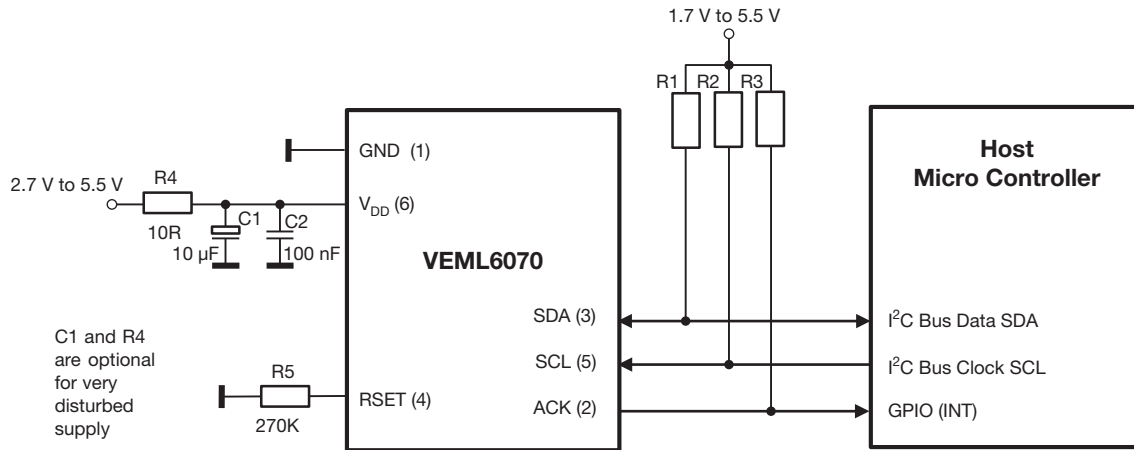 1.7 V to 5.5 V
R1
R2
R3
GND (1)
2.7 V to 5.5 V
R4
10R
C1
10 µF
C2
100 nF
V_DD (6)
VEML6070
Host
Micro Controller
SDA (3)
I²C Bus Data SDA
SCL (5)
I²C Bus Clock SCL
ACK (2)
GPIO (INT)
C1 and R4
are optional
for very
disturbed
supply
R5
270K
RSET (4)